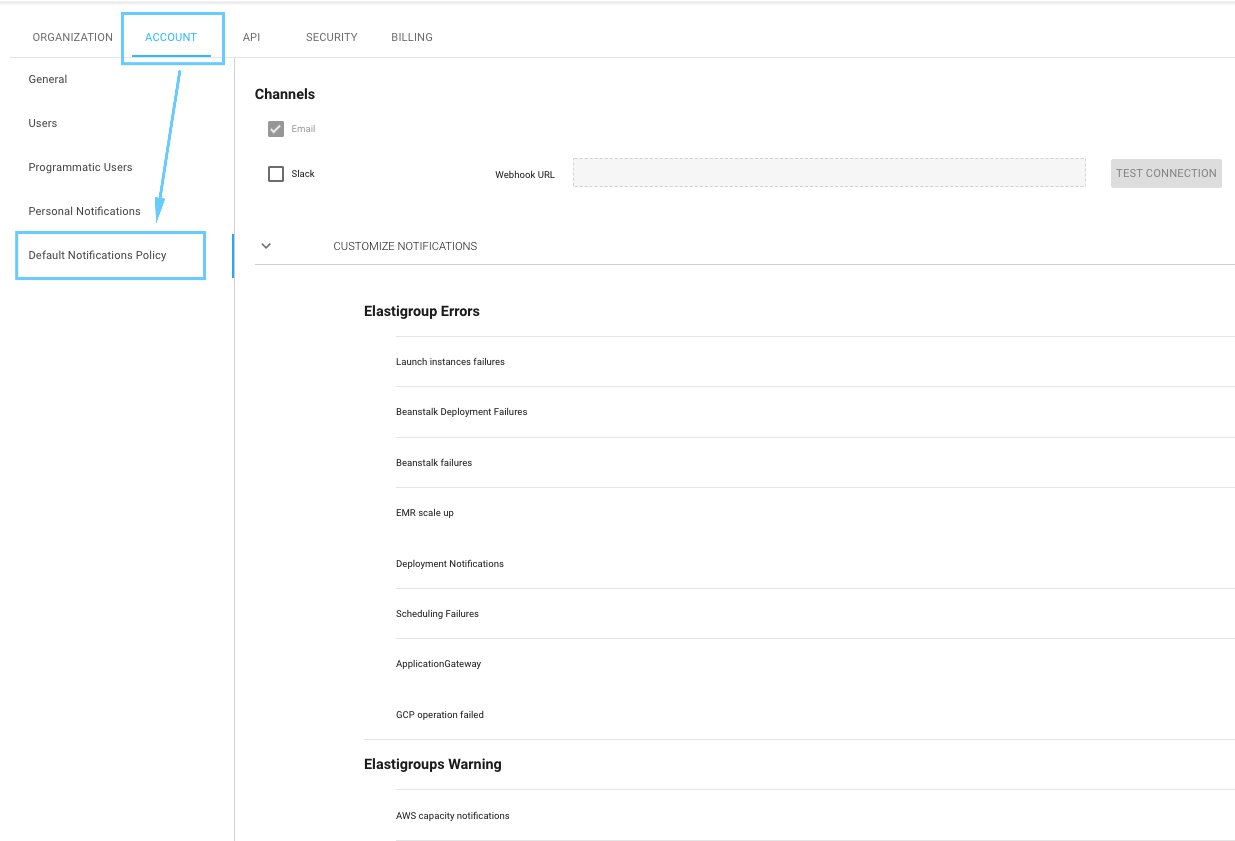 ORGANIZATION ACCOUNT API SECURITY BILLING
General
Users
Programmatic Users
Personal Notifications
Default Notifications Policy
Channels
Email
Slack Webhook URL TEST CONNECTION
CUSTOMIZE NOTIFICATIONS
Elastigroup Errors
Launch instances failures
Beanstalk Deployment Failures
Beanstalk failures
EMR scale up
Deployment Notifications
Scheduling Failures
ApplicationGateway
GCP operation failed
Elastigroups Warning
AWS capacity notifications